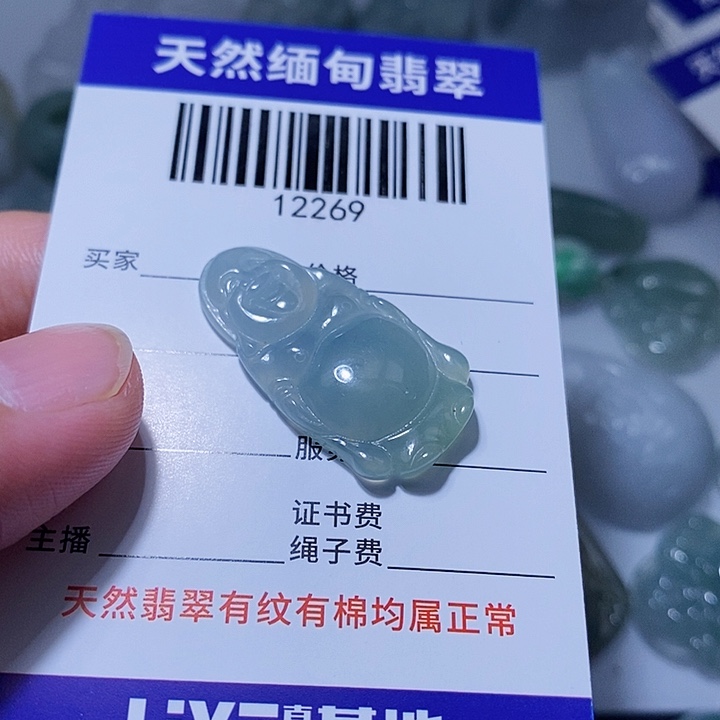 天然缅甸翡翠
12269
买家 价格
服务
证书费
主播 绳子费
天然翡翠有纹有棉均属正常